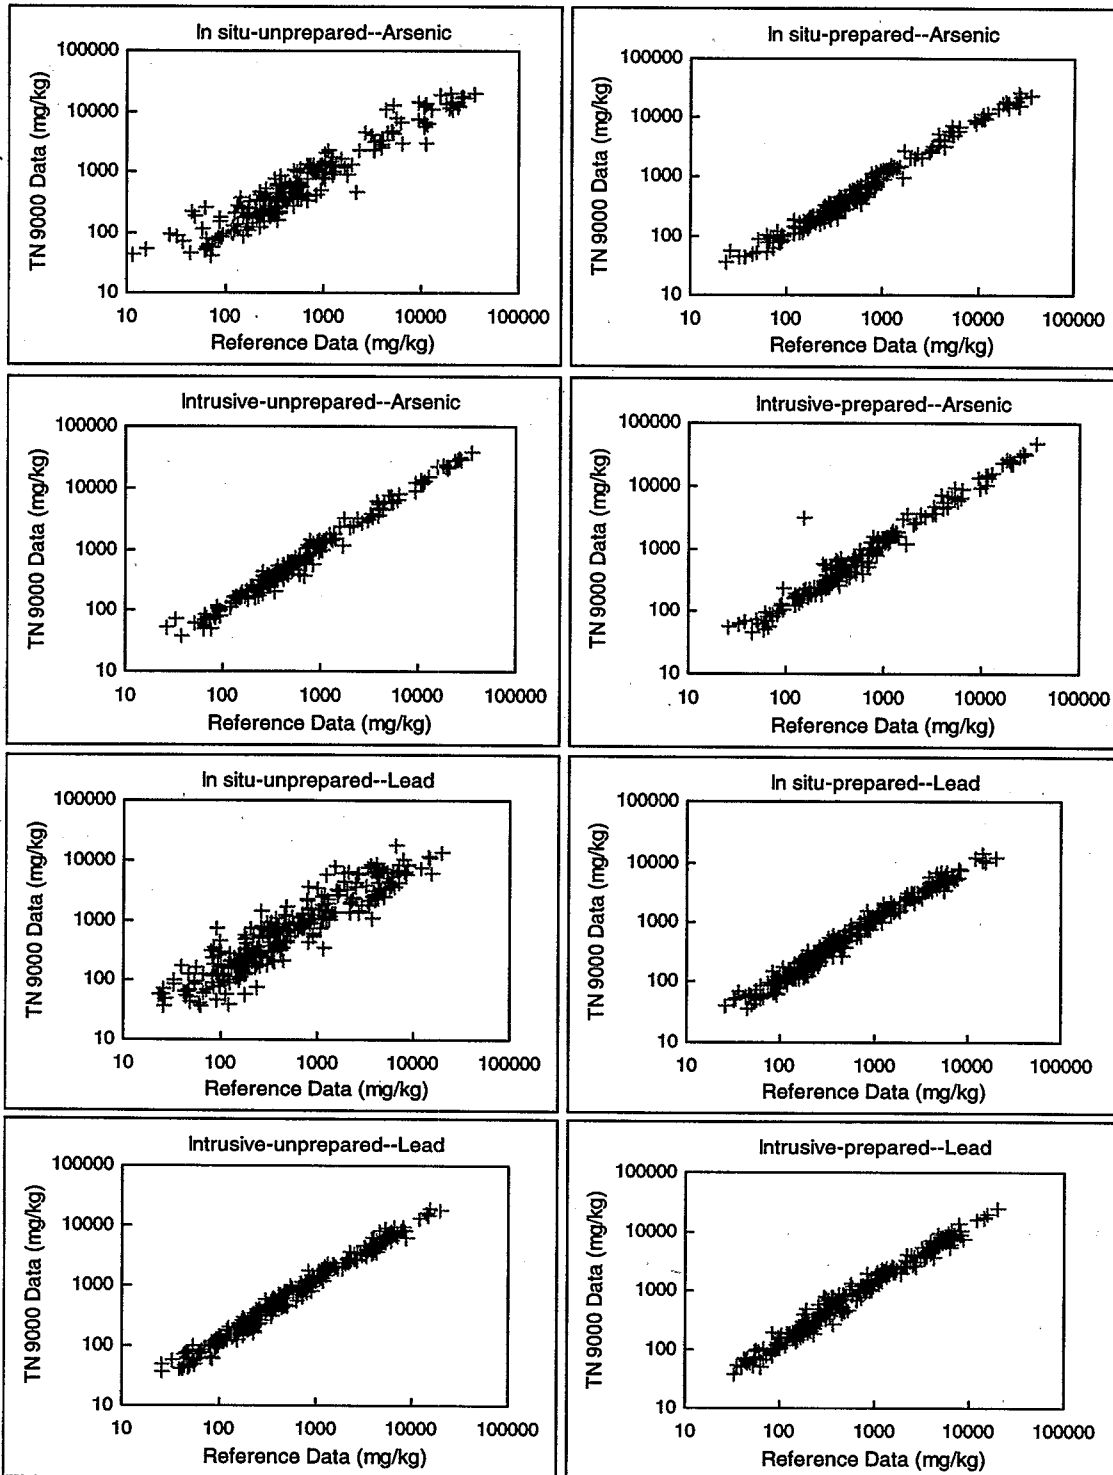 In situ-unprepared--Arsenic
100000
10000
1000
100
10
TN 9000 Data (mg/kg)
10 100 1000 10000 100000
Reference Data (mg/kg)
In situ-prepared--Arsenic
100000
10000
1000
100
10
TN 9000 Data (mg/kg)
10 100 1000 10000 100000
Reference Data (mg/kg)
Intrusive-unprepared--Arsenic
100000
10000
1000
100
10
TN 9000 Data (mg/kg)
10 100 1000 10000 100000
Reference Data (mg/kg)
Intrusive-prepared--Arsenic
100000
10000
1000
100
10
TN 9000 Data (mg/kg)
10 100 1000 10000 100000
Reference Data (mg/kg)
In situ-unprepared--Lead
100000
10000
1000
100
10
TN 9000 Data (mg/kg)
10 100 1000 10000 100000
Reference Data (mg/kg)
In situ-prepared--Lead
100000
10000
1000
100
10
TN 9000 Data (mg/kg)
10 100 1000 10000 100000
Reference Data (mg/kg)
Intrusive-unprepared--Lead
100000
10000
1000
100
10
TN 9000 Data (mg/kg)
10 100 1000 10000 100000
Reference Data (mg/kg)
Intrusive-prepared--Lead
100000
10000
1000
100
10
TN 9000 Data (mg/kg)
10 100 1000 10000 100000
Reference Data (mg/kg)